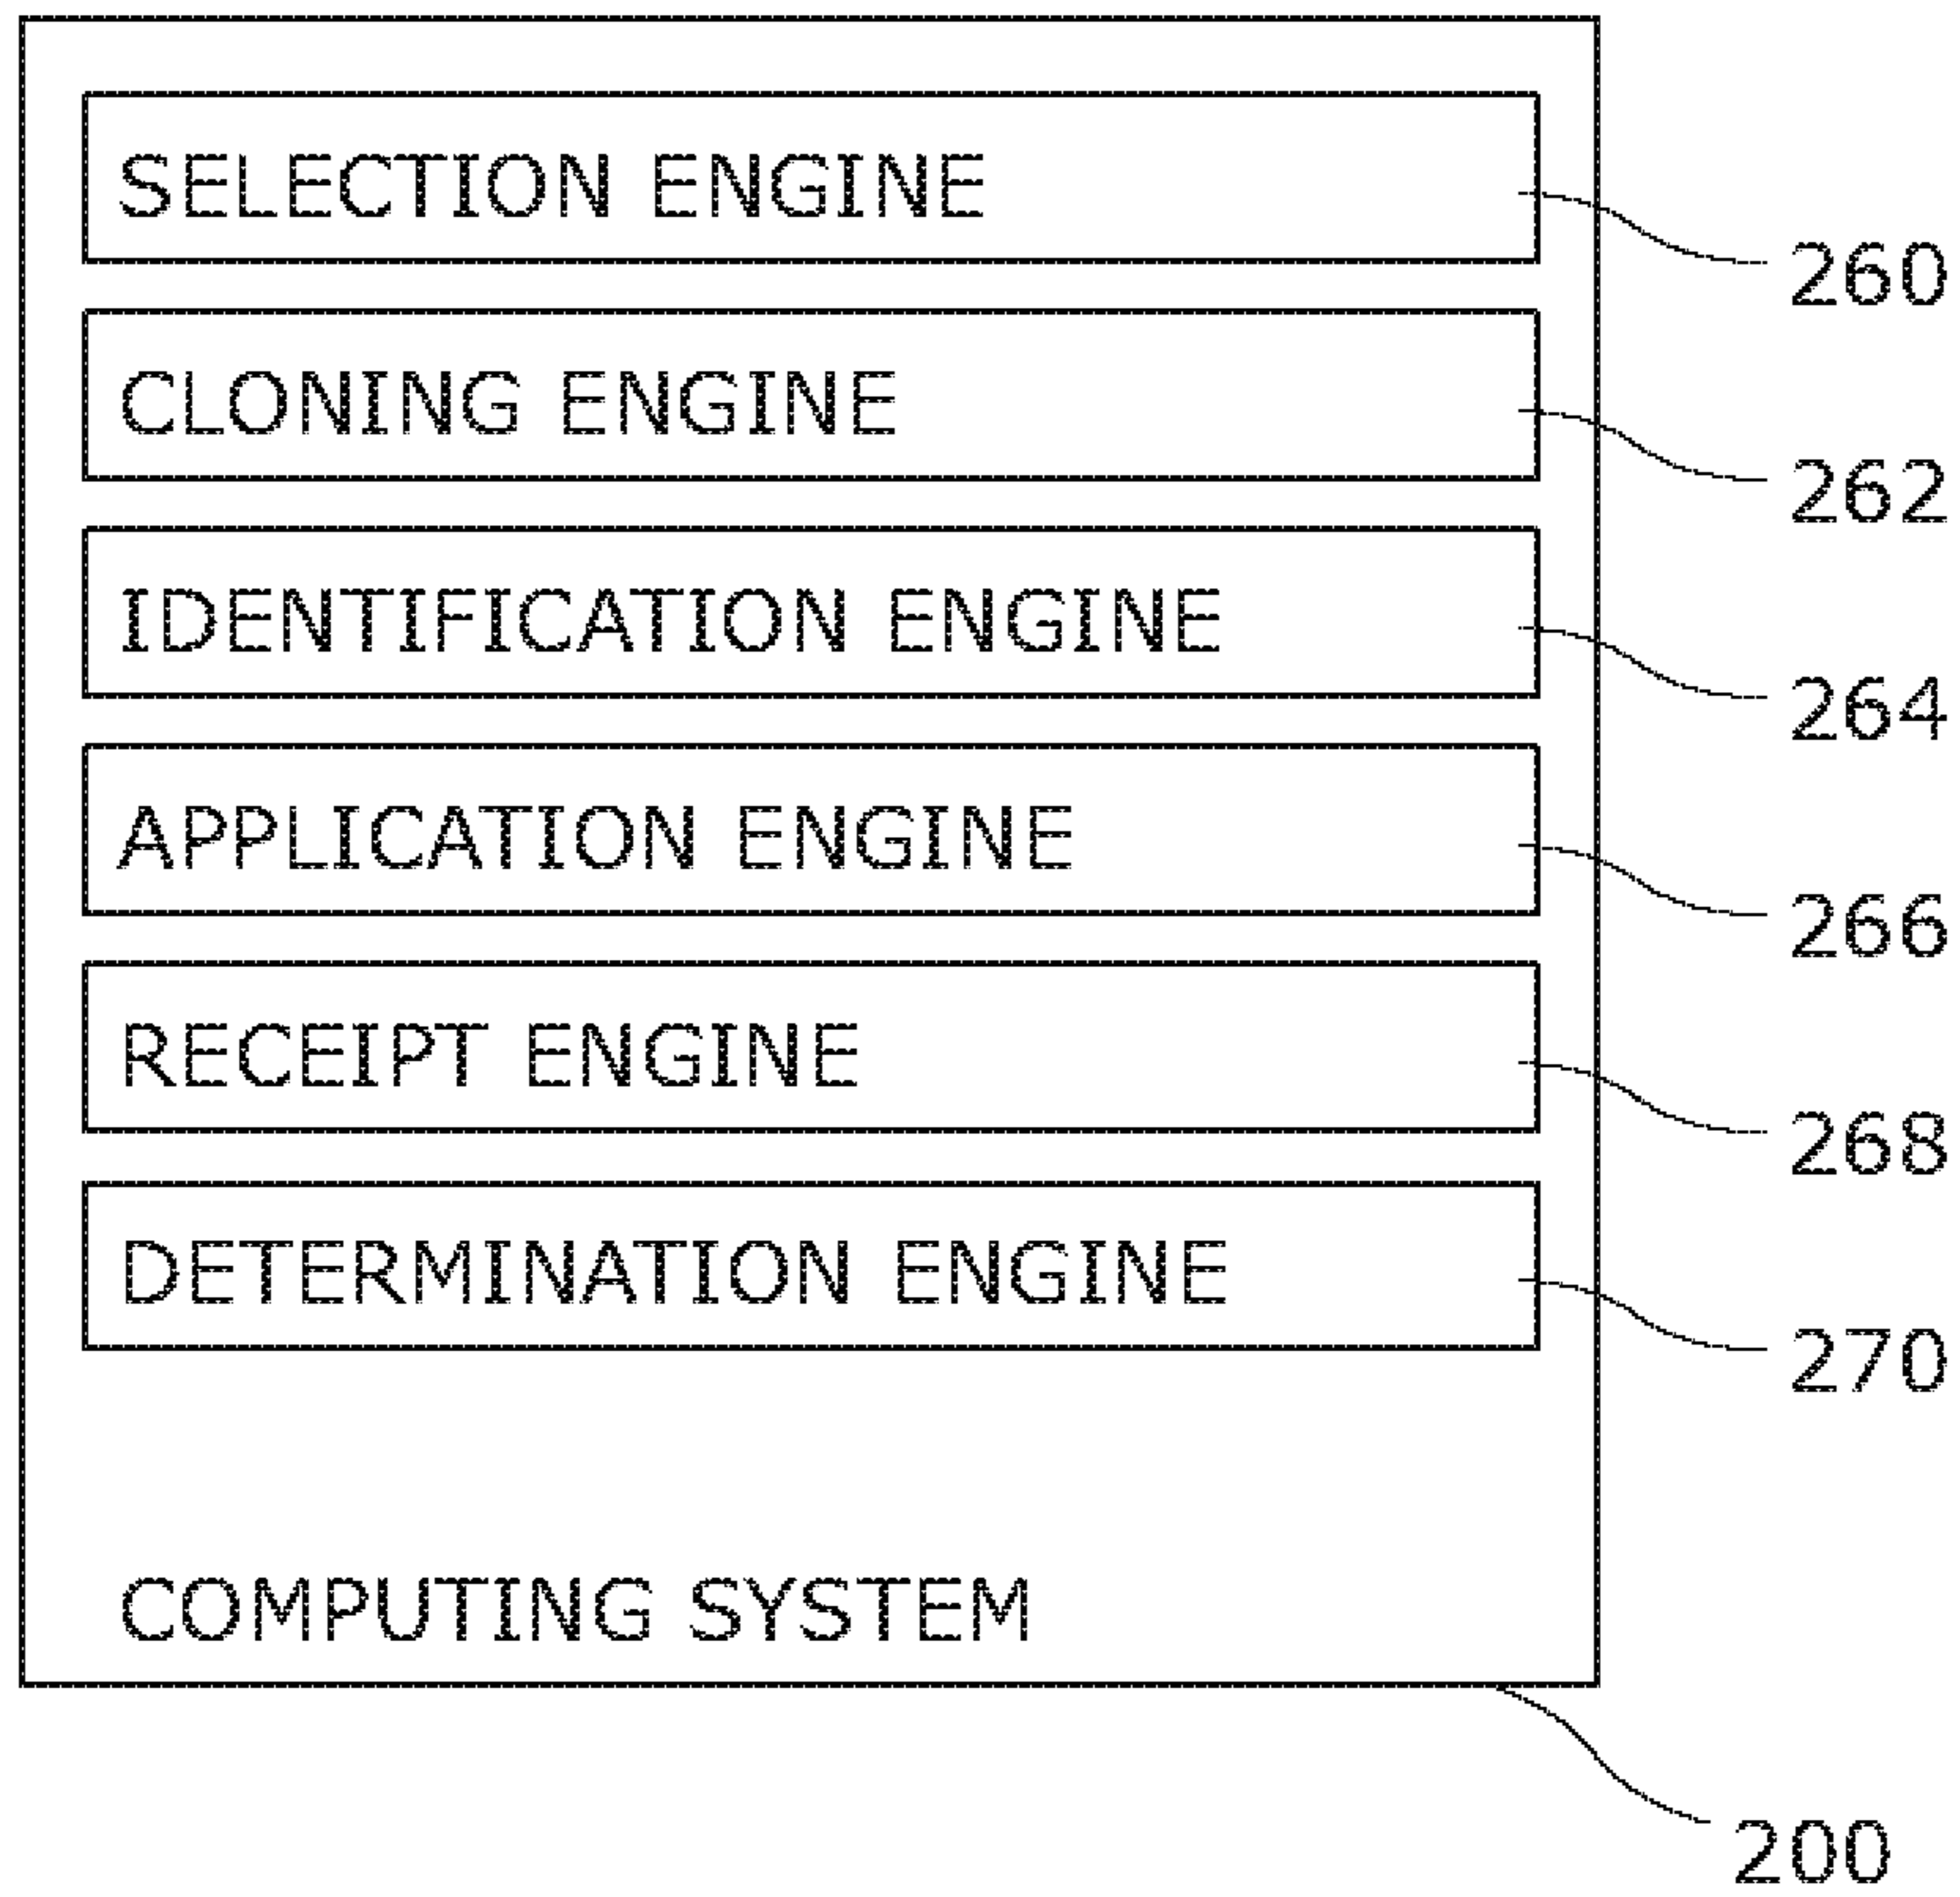 SELECTION ENGINE
260
CLONING ENGINE
262
IDENTIFICATION ENGINE
264
APPLICATION ENGINE
266
RECEIPT ENGINE
268
DETERMINATION ENGINE
270
COMPUTING SYSTEM
200